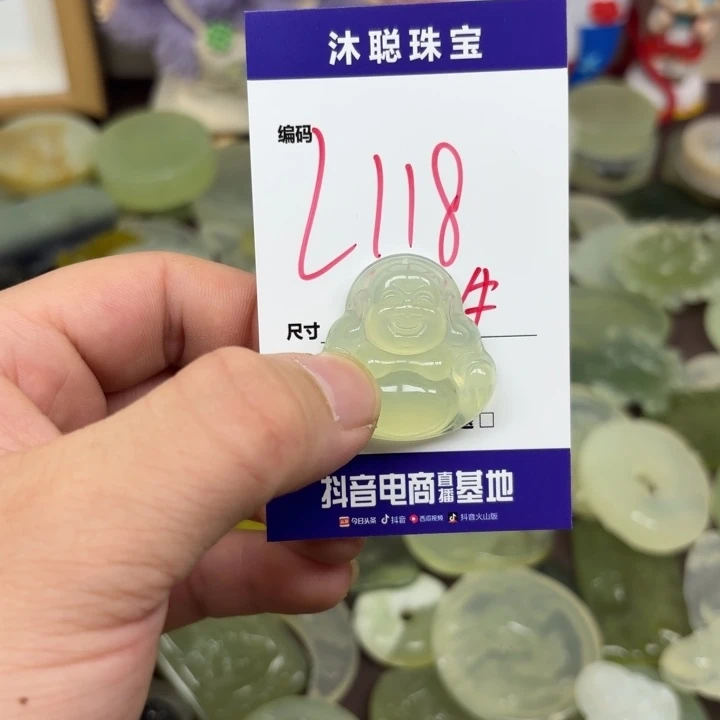 沐聪珠宝
编码
2118
#
尺寸
□
抖音电商直播基地
今日头条 抖音 西瓜视频 抖音火山版